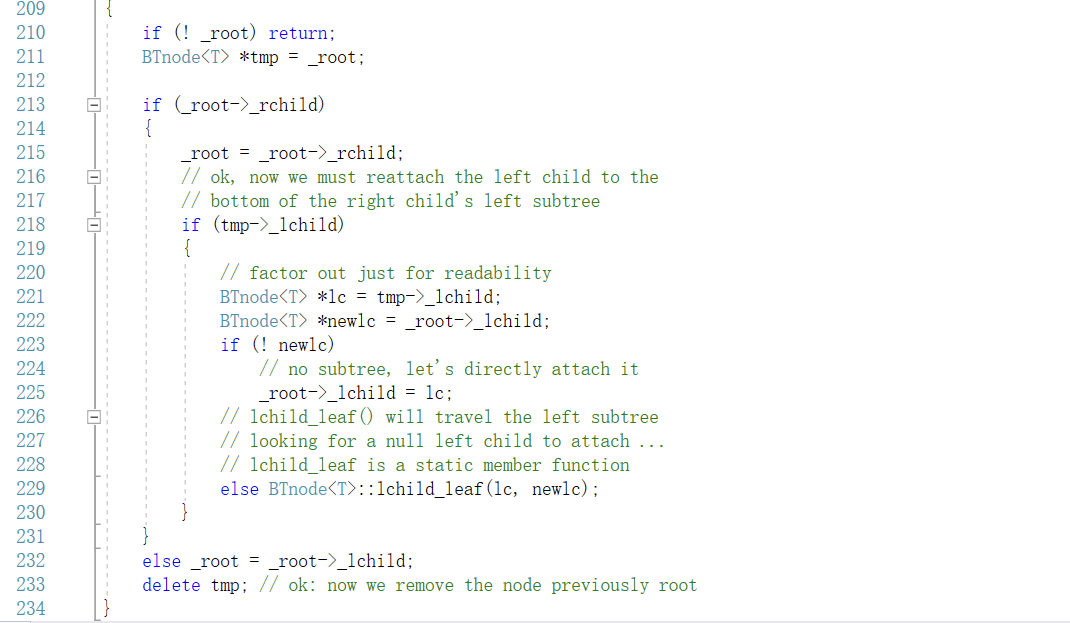 209 {
210 if (! _root) return;
211 BTnode<T> *tmp = _root;
212
213 if (_root->_rchild)
214 {
215 _root = _root->_rchild;
216 // ok, now we must reattach the left child to the
217 // bottom of the right child's left subtree
218 if (tmp->_lchild)
219 {
220 // factor out just for readability
221 BTnode<T> *lc = tmp->_lchild;
222 BTnode<T> *newlc = _root->_lchild;
223 if (! newlc)
224 // no subtree, let's directly attach it
225 _root->_lchild = lc;
226 // lchild_leaf() will travel the left subtree
227 // looking for a null left child to attach ...
228 // lchild_leaf is a static member function
229 else BTnode<T>::lchild_leaf(lc, newlc);
230 }
231 }
232 else _root = _root->_lchild;
233 delete tmp; // ok: now we remove the node previously root
234 }